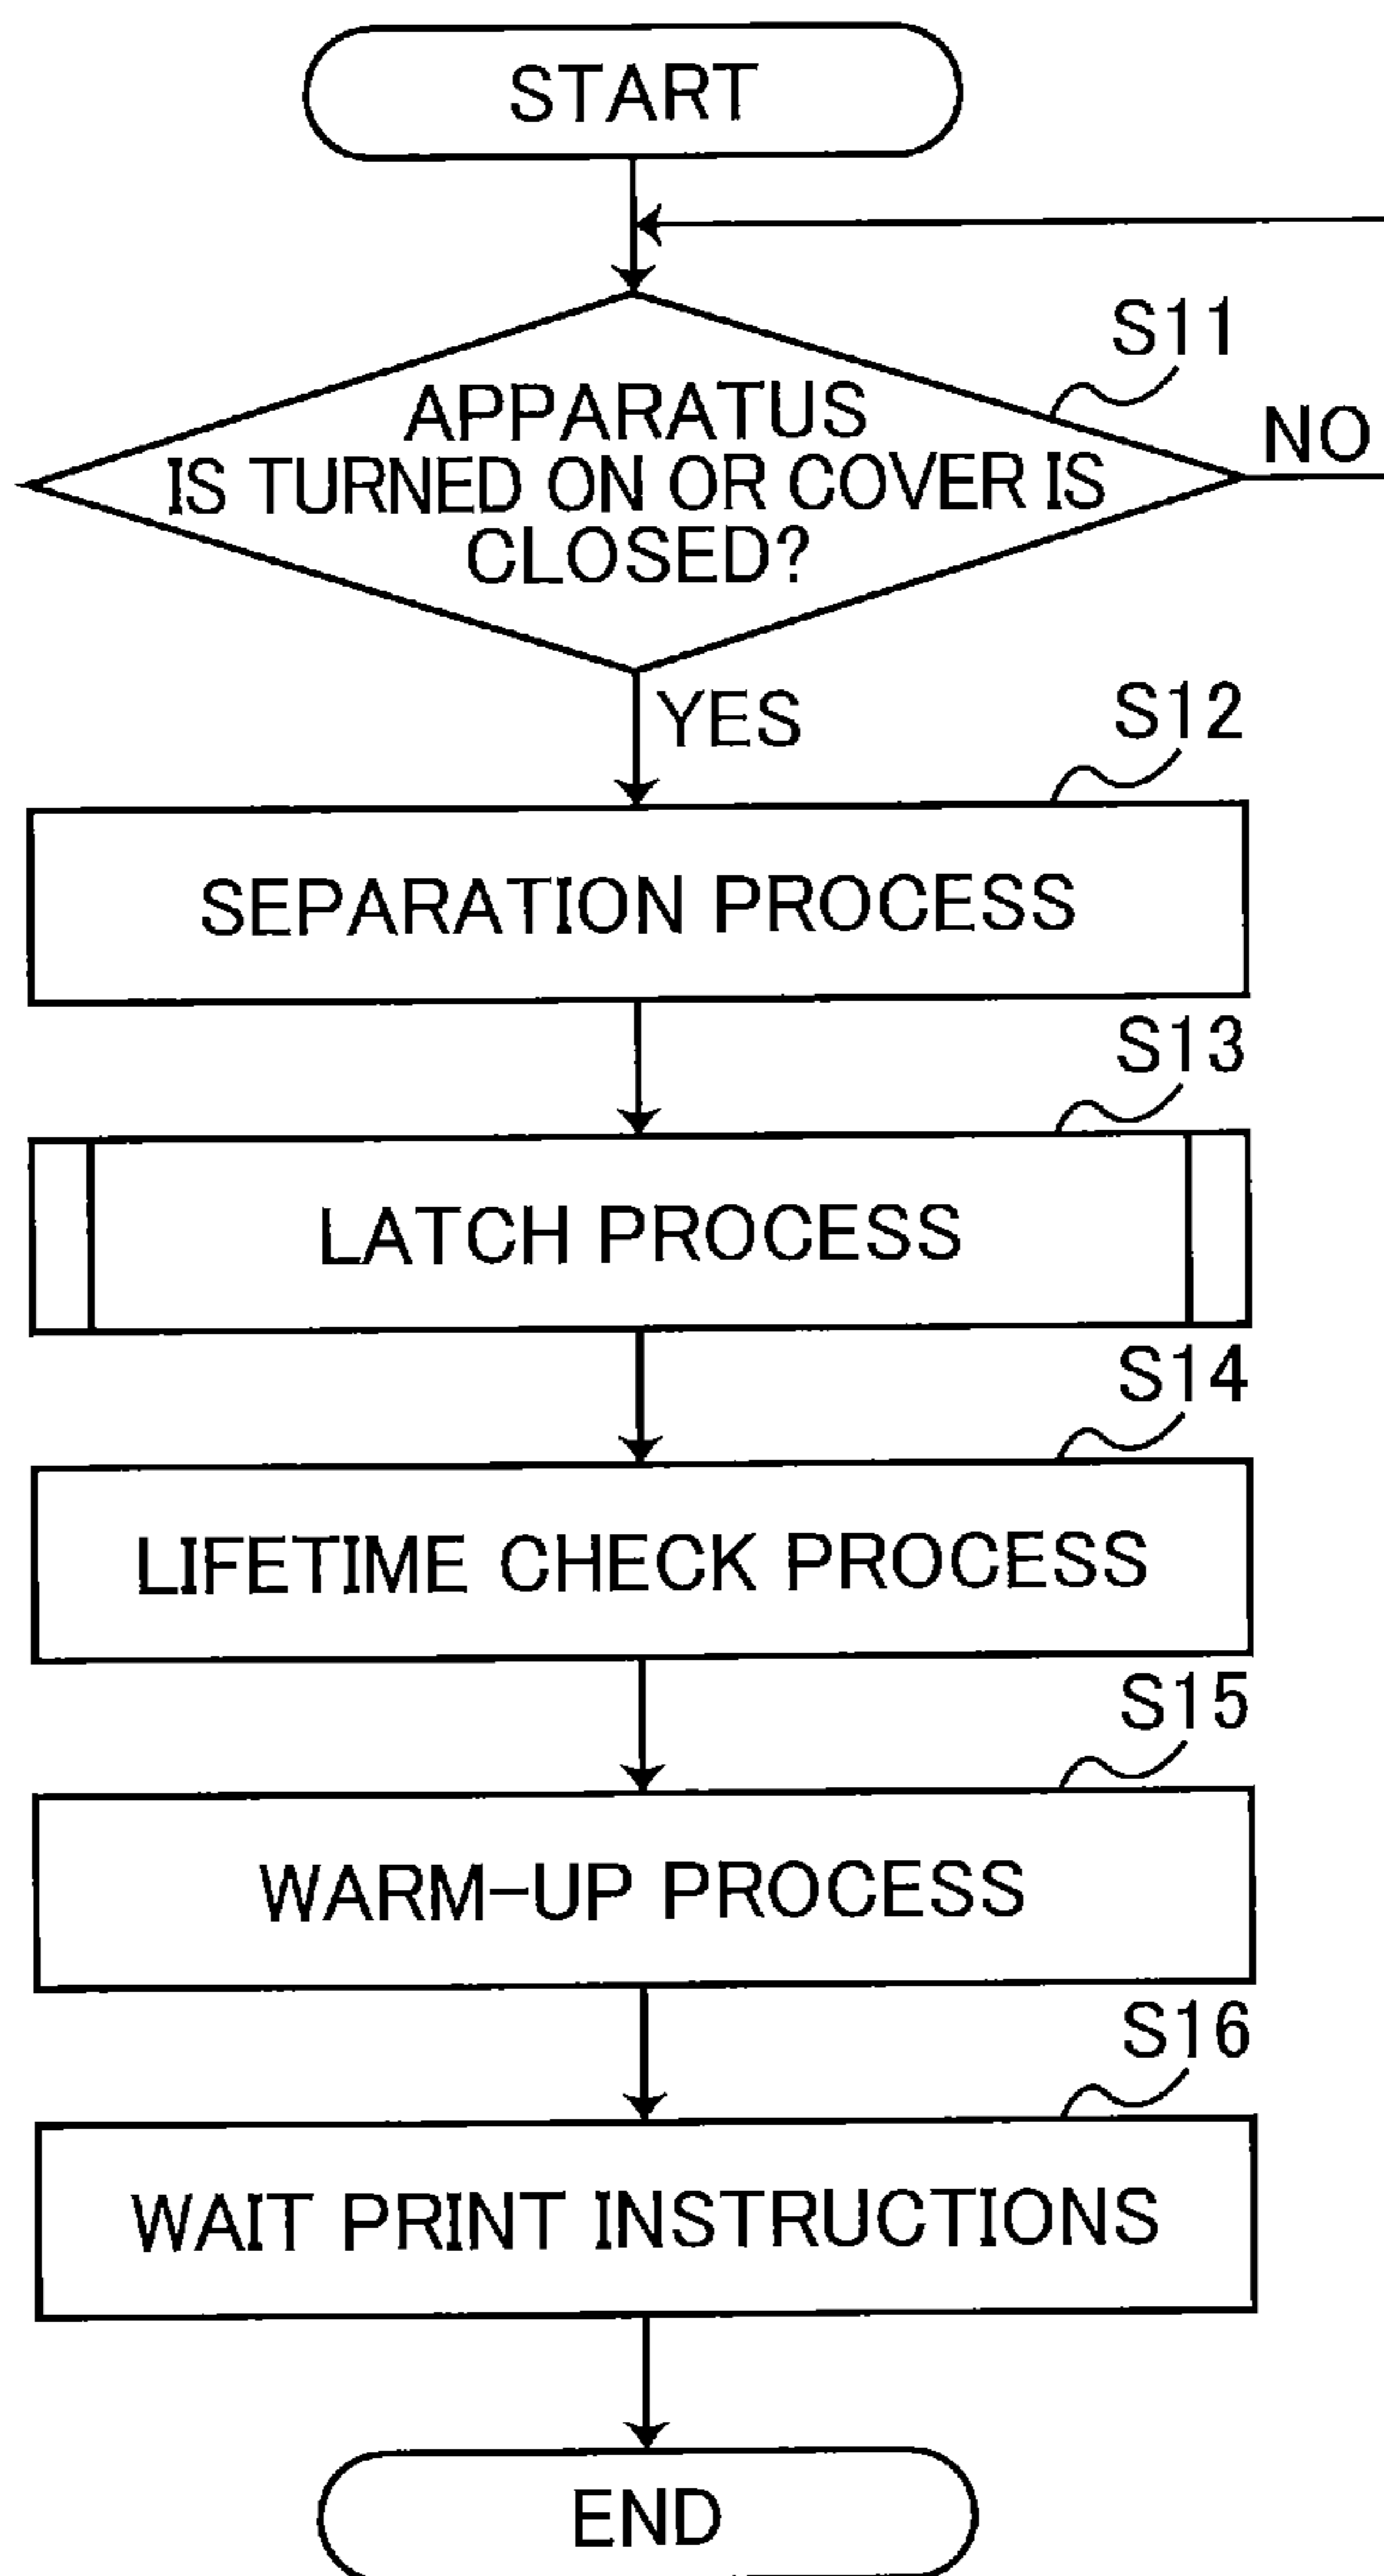 START
S11
APPARATUS
IS TURNED ON OR COVER IS
CLOSED?
NO
YES
S12
SEPARATION PROCESS
S13
LATCH PROCESS
S14
LIFETIME CHECK PROCESS
S15
WARM-UP PROCESS
S16
WAIT PRINT INSTRUCTIONS
END